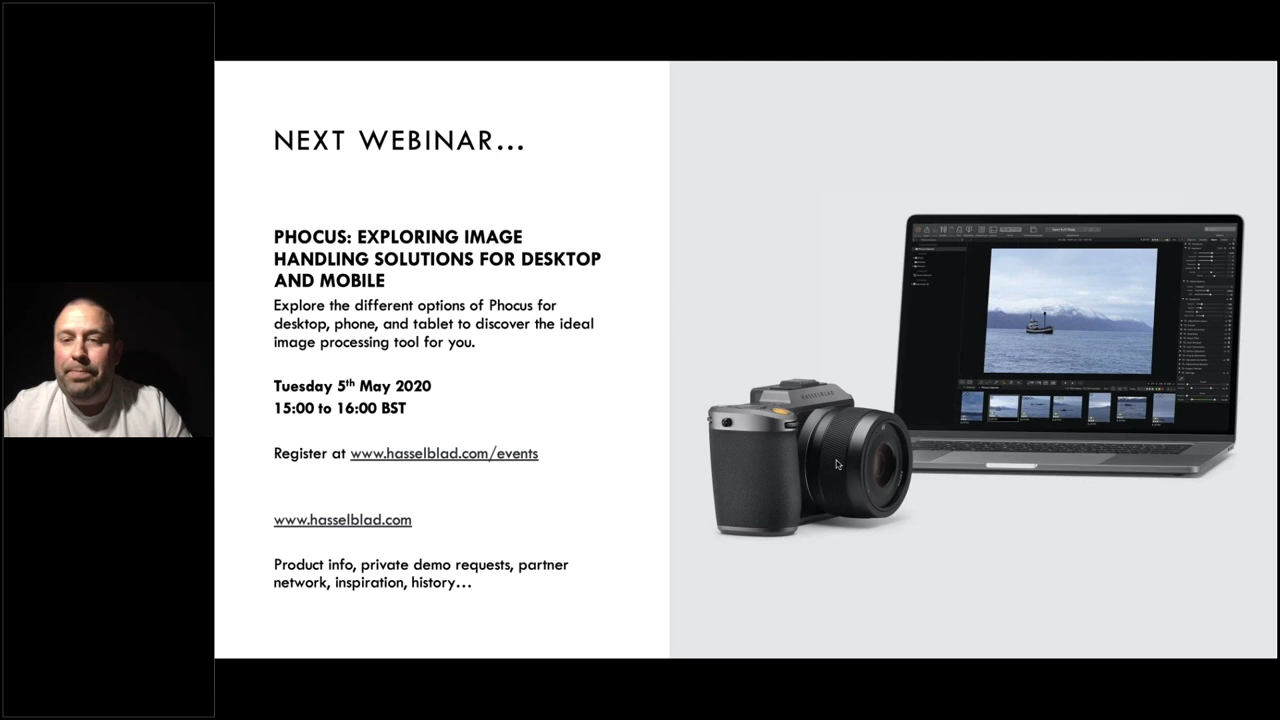 NEXT WEBINAR...
PHOCUS: EXPLORING IMAGE
HANDLING SOLUTIONS FOR DESKTOP
AND MOBILE
Explore the different options of Phocus for
desktop, phone, and tablet to discover the ideal
image processing tool for you.
Tuesday 5th May 2020
15:00 to 16:00 BST
Register at www.hasselblad.com/events
www.hasselblad.com
Product info, private demo requests, partner
network, inspiration, history...
HASSELBLAD